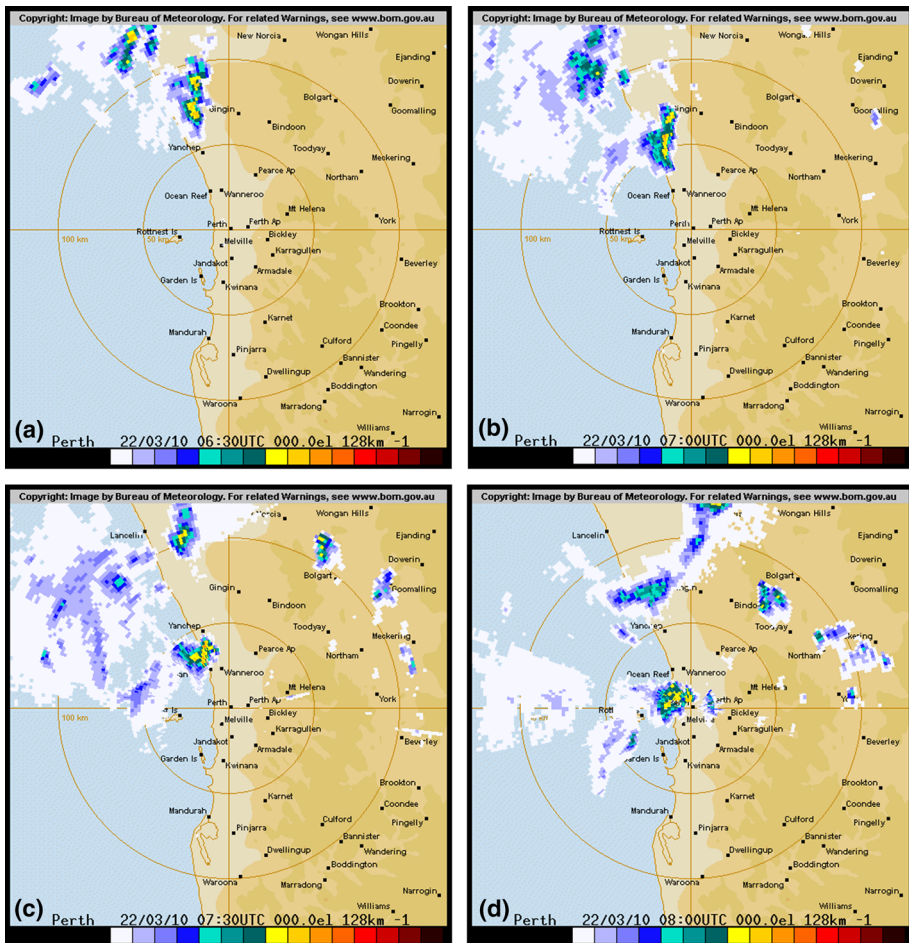 Copyright: Image by Bureau of Meteorology. For related Warnings, see www.bom.gov.au
New Norcia
Wongan Hills
Ejanding
Dowerin
Bolgart
Goomalling
Bindoon
Yanchep
Toodyay
Meckering
Pearce Ap
Northam
Ocean Reef
Wanneroo
Mt Helena
Perth
Perth Ap
York
Rottnest Is
Bickley
100 km
50 km
Melville
Karragullen
Jandakot
Beverley
Armadale
Garden Is
Kwinana
Brookton
Karnet
Coondee
Mandurah
Culford
Pingelly
Pinjarra
Bannister
Wandering
Dwellingup
Boddington
Waroona
Marradong
Narrogin
Williams
(a)
Perth 22/03/10 06:30UTC 000.0el 128km -1
Copyright: Image by Bureau of Meteorology. For related Warnings, see www.bom.gov.au
New Norcia
Wongan Hills
Ejanding
Dowerin
Bolgart
Bindoon
Yanchep
Toodyay
Meckering
Pearce Ap
Northam
Ocean Reef
Wanneroo
Mt Helena
Perth
Perth Ap
York
Rottnest Is
Bickley
100 km
50 km
Melville
Karragullen
Jandakot
Beverley
Armadale
Garden Is
Kwinana
Brookton
Karnet
Coondee
Mandurah
Culford
Pingelly
Pinjarra
Bannister
Wandering
Dwellingup
Boddington
Waroona
Marradong
Narrogin
Williams
(b)
Perth 22/03/10 07:00UTC 000.0el 128km -1
Copyright: Image by Bureau of Meteorology. For related Warnings, see www.bom.gov.au
Wongan Hills
Lancelin
Ejanding
Dowerin
Bolgart
Goomalling
Gingin
Bindoon
Yanchep
Toodyay
Meckering
Pearce Ap
Northam
Wanneroo
Mt Helena
Perth
Perth Ap
York
Bickley
100 km
Melville
Karragullen
Jandakot
Beverley
Armadale
Garden Is
Kwinana
Brookton
Karnet
Coondee
Mandurah
Culford
Pingelly
Pinjarra
Bannister
Wandering
Dwellingup
Boddington
Waroona
Marradong
Narrogin
Williams
(c)
Perth 22/03/10 07:30UTC 000.0el 128km -1
Copyright: Image by Bureau of Meteorology. For related Warnings, see www.bom.gov.au
Wongan Hills
Lancelin
Ejanding
Dowerin
Bolgart
Goomalling
Toodyay
Pearce Ap
Northam
Ocean Reef
Wanneroo
Mt Helena
Bickley
Melville
Karragullen
Jandakot
Beverley
Armadale
Kwinana
Brookton
Karnet
Coondee
Mandurah
Culford
Pingelly
Pinjarra
Bannister
Wandering
Dwellingup
Boddington
Waroona
Marradong
Narrogin
Williams
(d)
Perth 22/03/10 08:00UTC 000.0el 128km -1